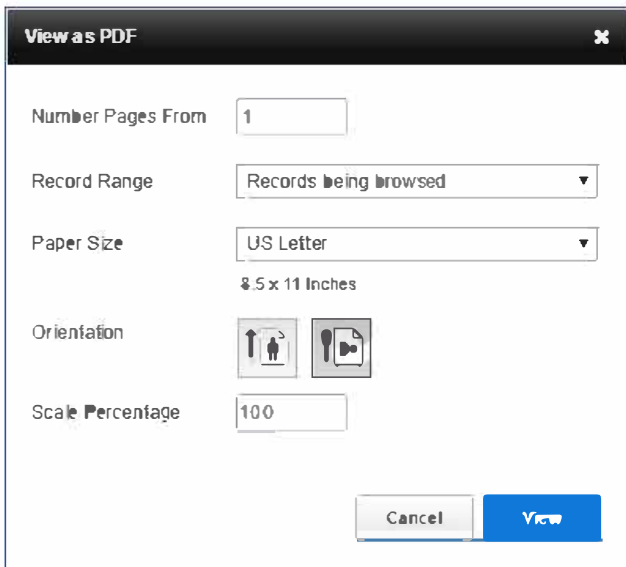 View as PDF
Number Pages From 1
Record Range Records being browsed
Paper Size US Letter
8.5 x 11 Inches
Orientation
Scale Percentage 100
Cancel View